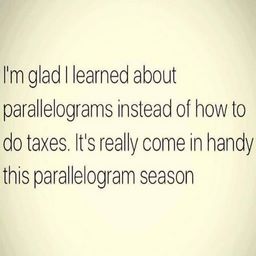 I'm glad I learned about
parallelograms instead of how to
do taxes. It's really come in handy
this parallelogram season